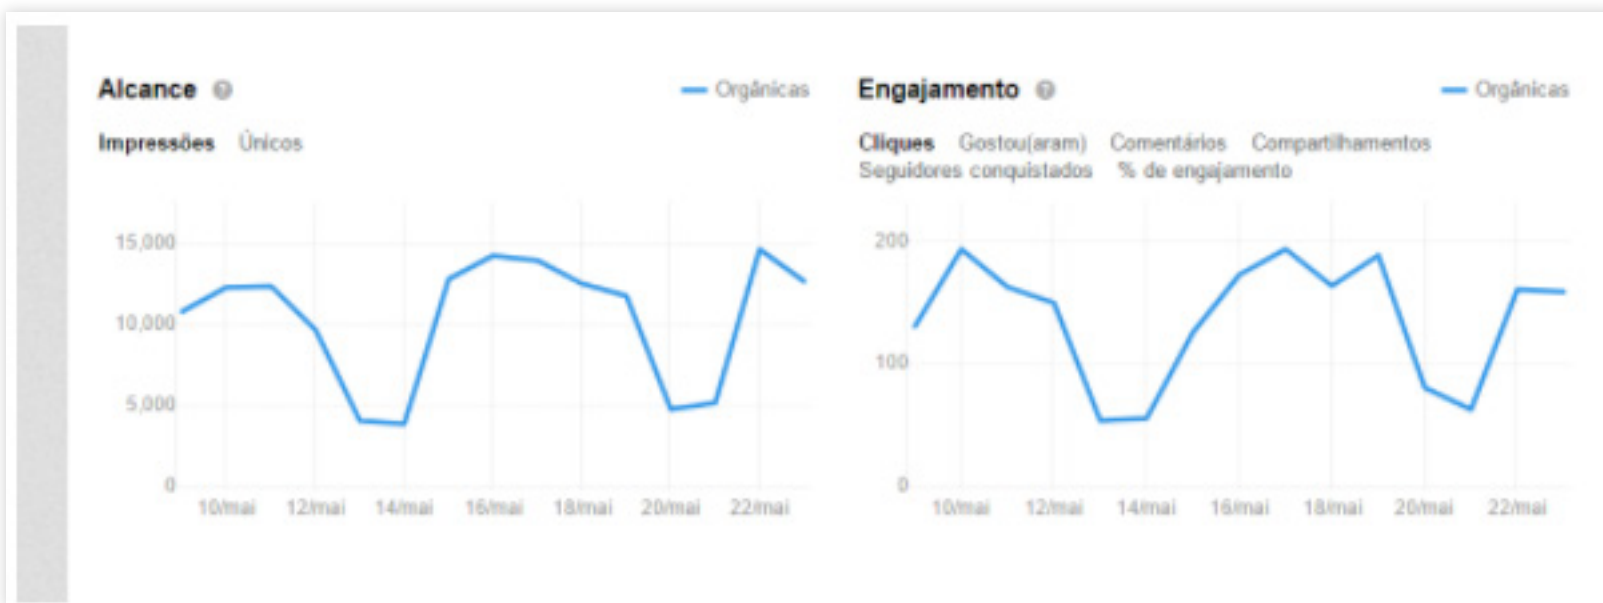 Alcance
Orgânicas
Impressões Únicos
15,000
10,000
5,000
0
10/mai 12/mai 14/mai 16/mai 18/mai 20/mai 22/mai
Engajamento
Orgânicas
Cliques Gostou(aram) Comentários Compartilhamentos
Seguidores conquistados % de engajamento
200
100
0
10/mai 12/mai 14/mai 16/mai 18/mai 20/mai 22/mai